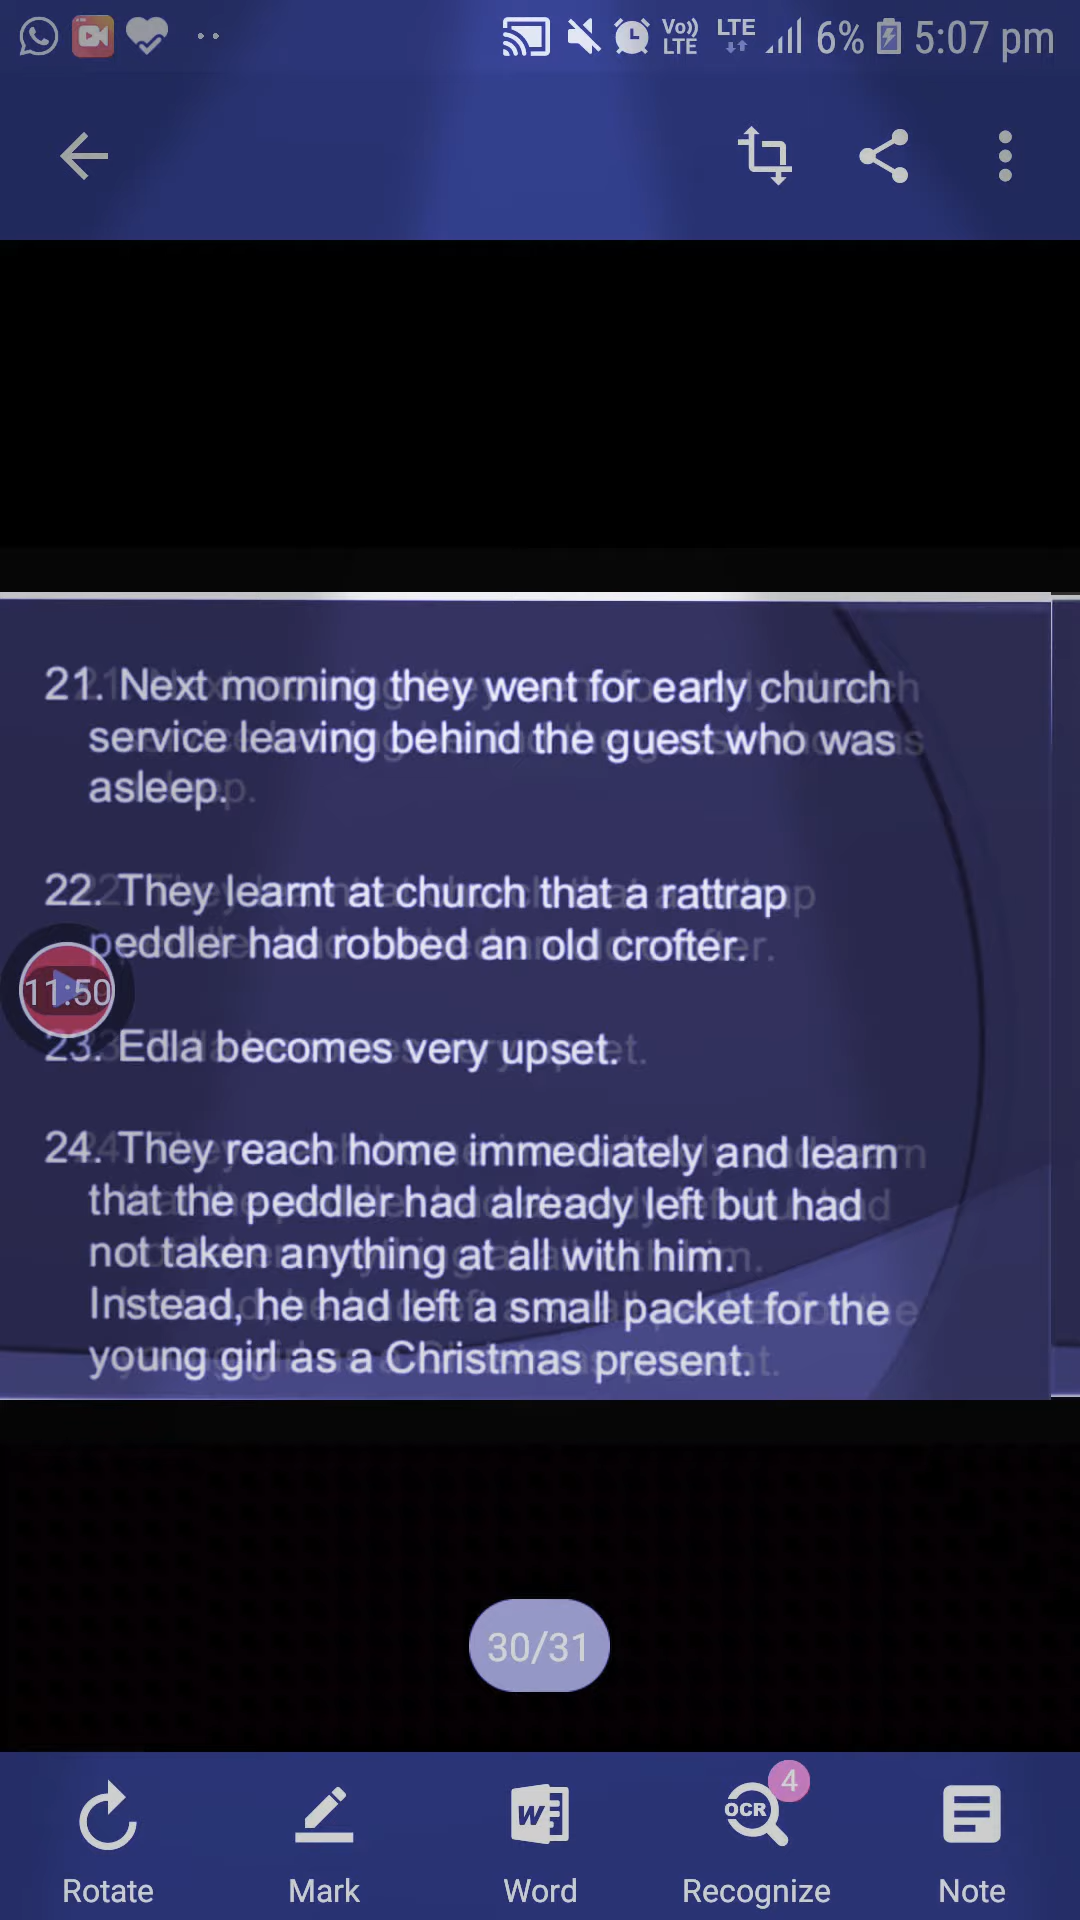 Vo)) LTE LTE 6% 5:07 pm
21. Next morning they went for early church
service leaving behind the guest who was
asleep.
22. They learnt at church that a rattrap
peddler had robbed an old crofter.
11:50
23. Edla becomes very upset.
24. They reach home immediately and learn
that the peddler had already left but had
not taken anything at all with him.
Instead, he had left a small packet for the
young girl as a Christmas present.
30/31
4
W OCR
Rotate Mark Word Recognize Note